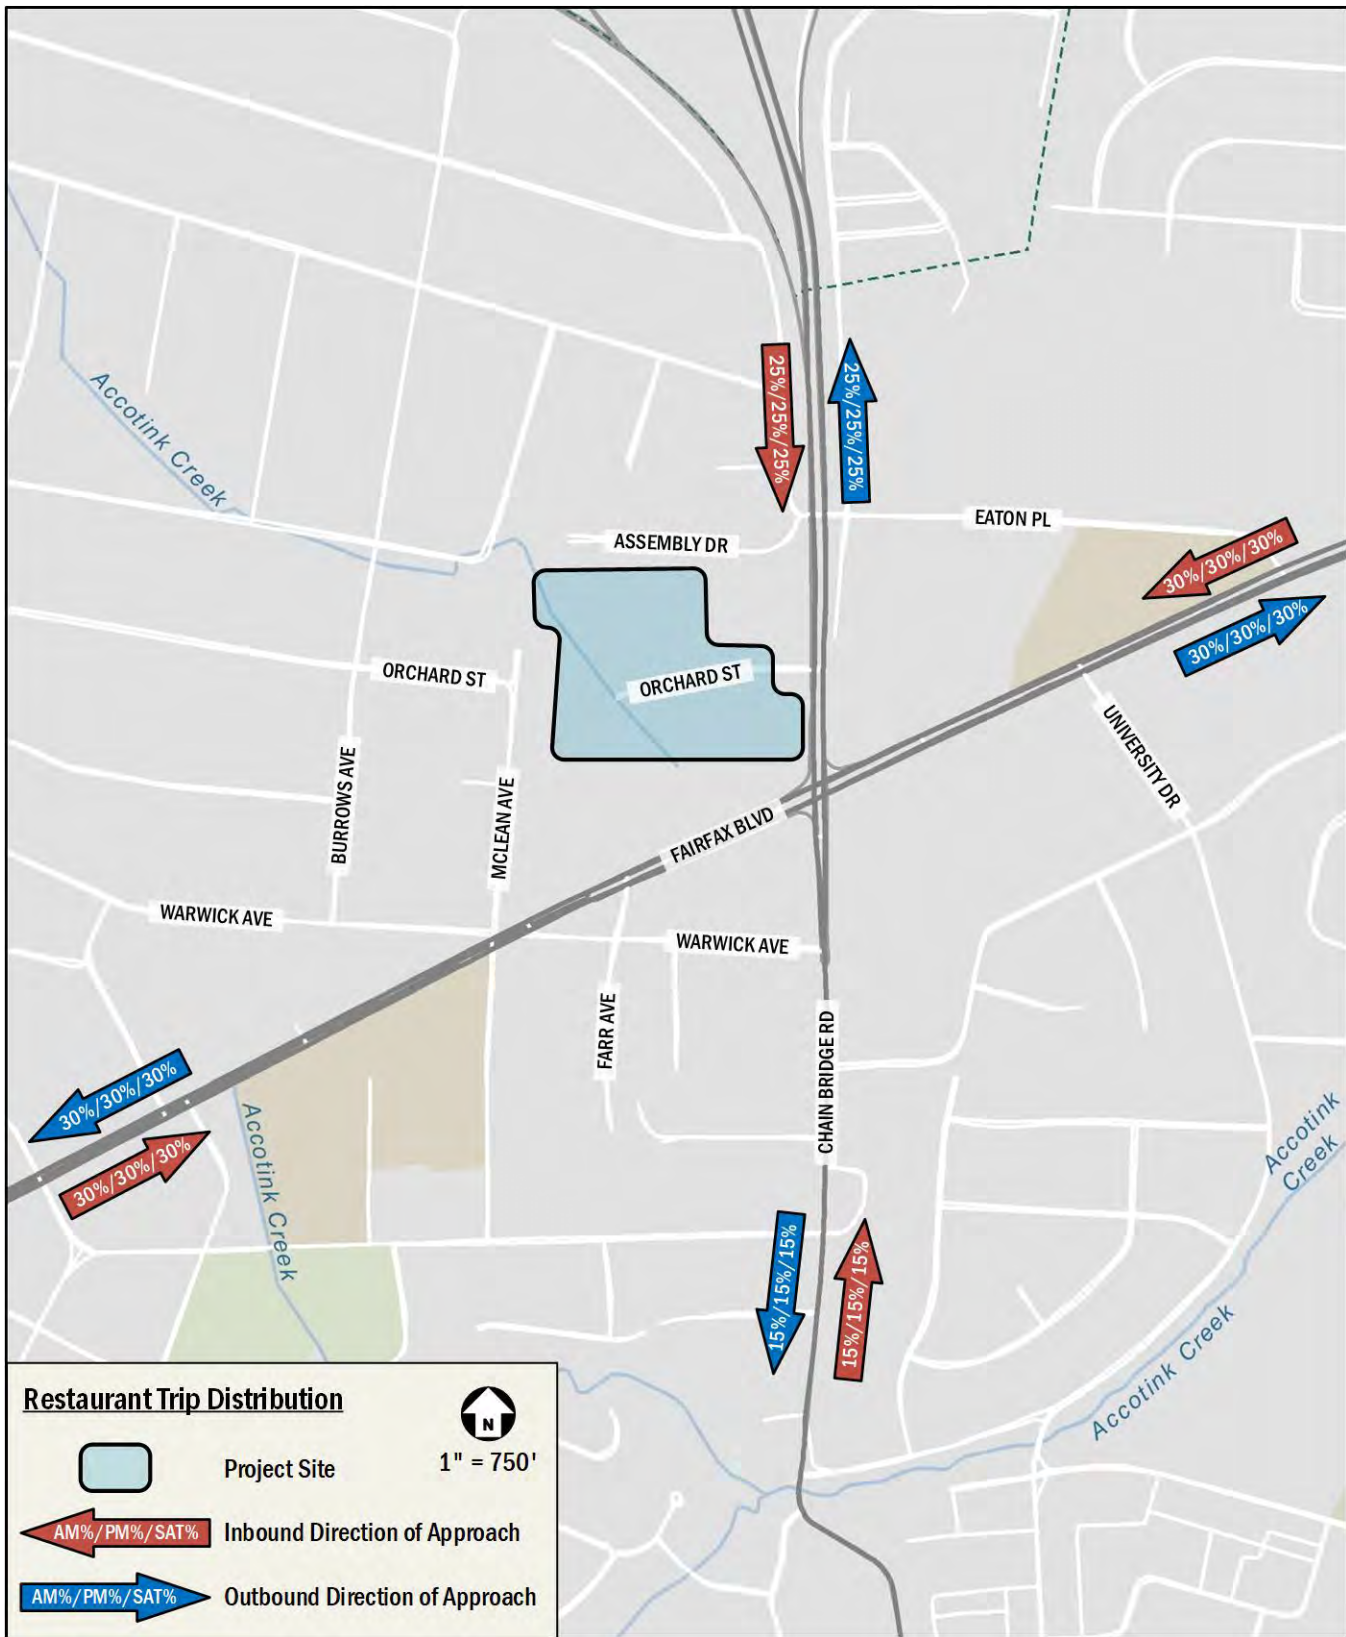 Accotink Creek
25%/25%/25%
25%/25%/25%
EATON PL
ASSEMBLY DR
30%/30%/30%
30%/30%/30%
ORCHARD ST
ORCHARD ST
UNIVERSITY DR
BURROWS AVE
MCLEAN AVE
FAIRFAX BLVD
WARWICK AVE
WARWICK AVE
FARR AVE
CHAIN BRIDGE RD
30%/30%/30%
30%/30%/30%
Accotink Creek
Accotink
Creek
15%/15%/15%
15%/15%/15%
Accotink Creek
Restaurant Trip Distribution
N
1" = 750'
Project Site
AM%/PM%/SAT%
Inbound Direction of Approach
AM%/PM%/SAT%
Outbound Direction of Approach